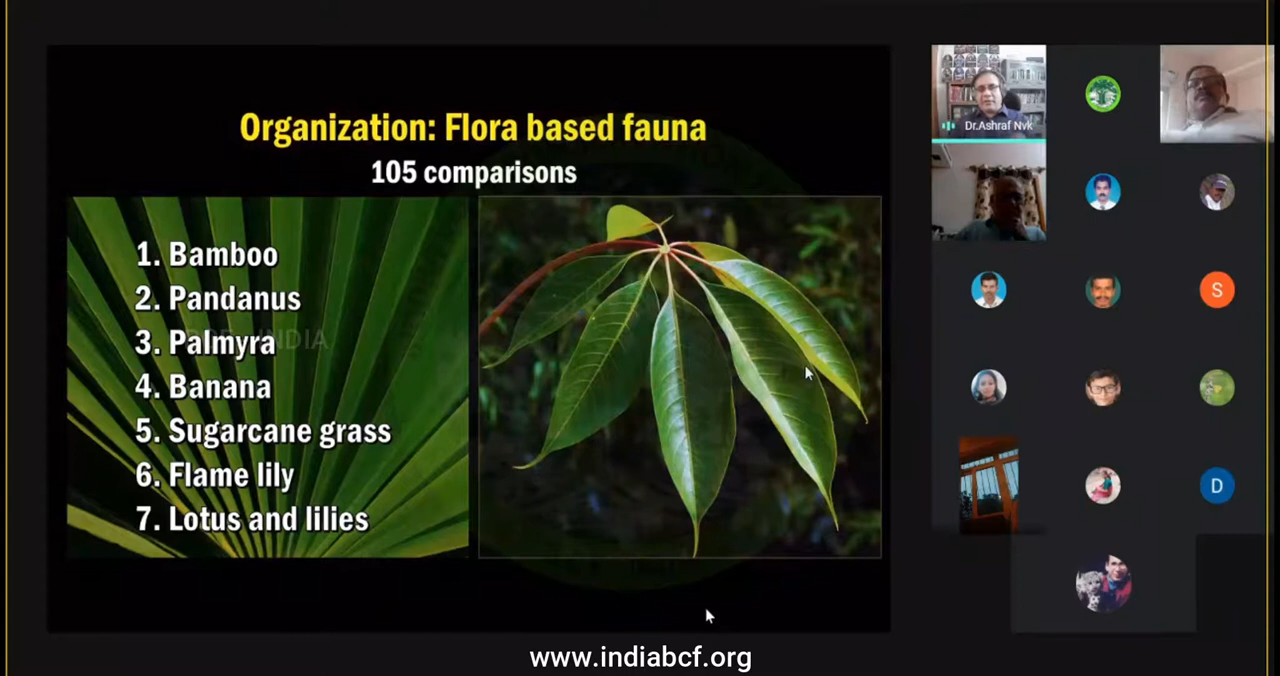 Organization: Flora based fauna
105 comparisons
1. Bamboo
2. Pandanus
3. Palmyra
4. Banana
5. Sugarcane grass
6. Flame lily
7. Lotus and lilies
INDIA
Dr.Ashraf Nvk
S
D
www.indiabcf.org